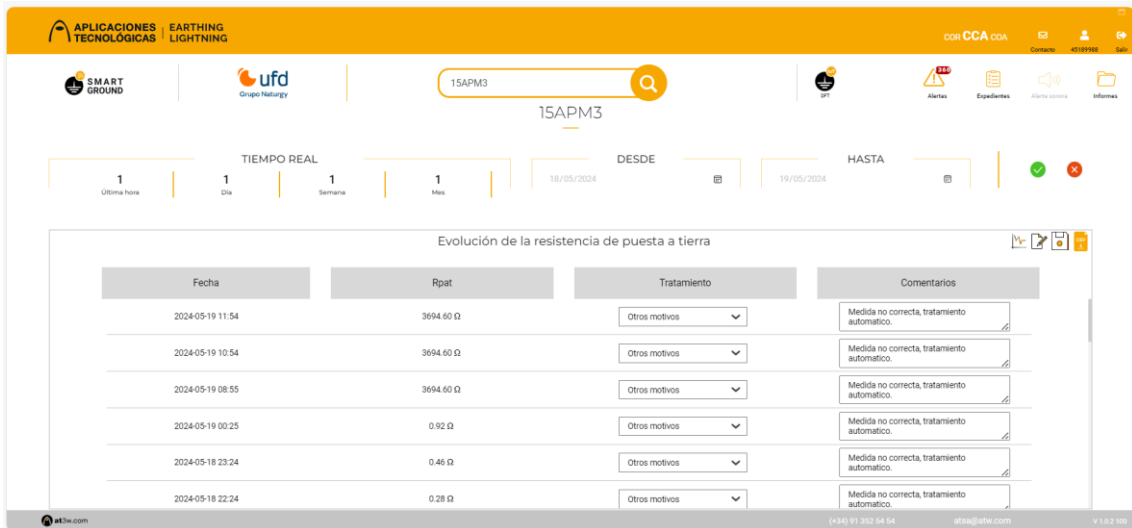 APLICACIONES TECNOLÓGICAS
EARTHING LIGHTNING
COR CCA COA
Contacto
45189988
Salir
SMART GROUND
ufd
Grupo Naturgy
15APM3
SPT
360
Alertas
Expedientes
Alerta sonora
Informes
15APM3
TIEMPO REAL
1
Última hora
1
Día
1
Semana
1
Mes
DESDE
18/05/2024
HASTA
19/05/2024
Evolución de la resistencia de puesta a tierra
Fecha Rpat Tratamiento Comentarios
2024-05-19 11:54 3694.60 Ω Otros motivos Medida no correcta, tratamiento
automatico.
2024-05-19 10:54 3694.60 Ω Otros motivos Medida no correcta, tratamiento
automatico.
2024-05-19 08:55 3694.60 Ω Otros motivos Medida no correcta, tratamiento
automatico.
2024-05-19 00:25 0.92 Ω Otros motivos Medida no correcta, tratamiento
automatico.
2024-05-18 23:24 0.46 Ω Otros motivos Medida no correcta, tratamiento
automatico.
2024-05-18 22:24 0.28 Ω Otros motivos Medida no correcta, tratamiento
automatico.
at3w.com
(+34) 91 352 54 54
atsa@atw.com
V 1.0.2 100